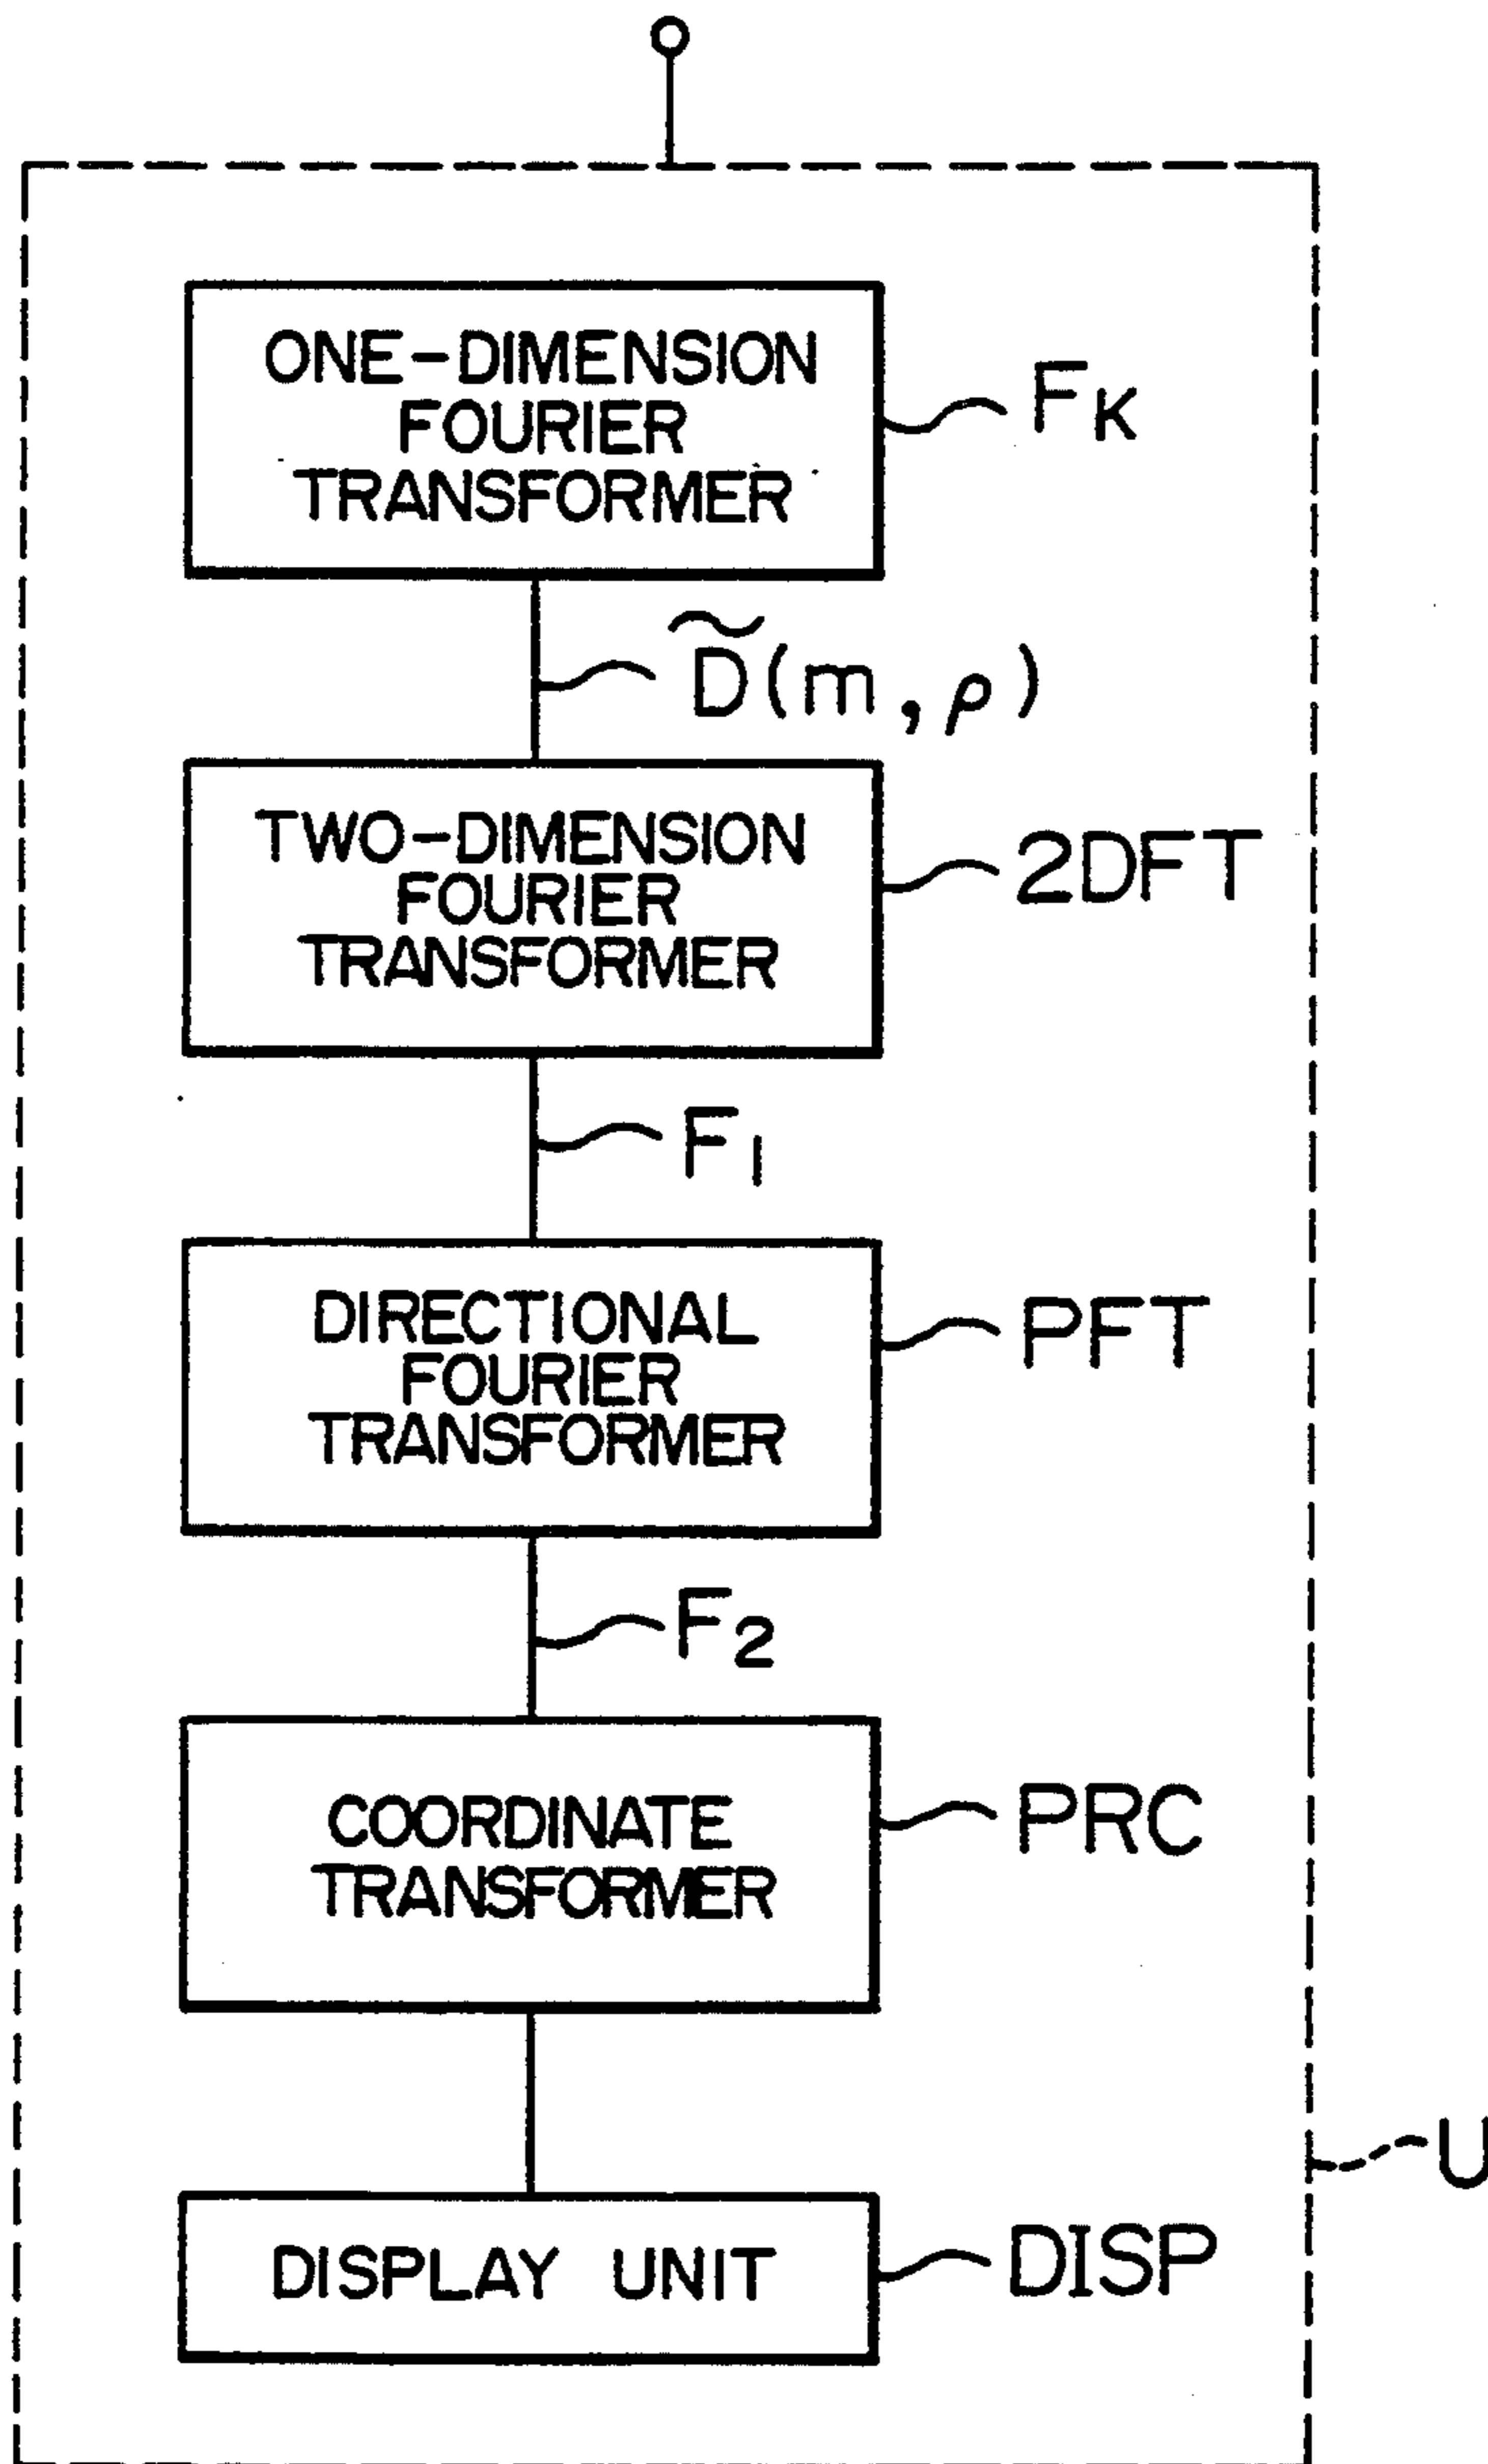 ONE-DIMENSION
FOURIER
TRANSFORMER
FK
D̃(m,ρ)
TWO-DIMENSION
FOURIER
TRANSFORMER
2DFT
F1
DIRECTIONAL
FOURIER
TRANSFORMER
PFT
F2
COORDINATE
TRANSFORMER
PRC
U
DISPLAY UNIT
DISP